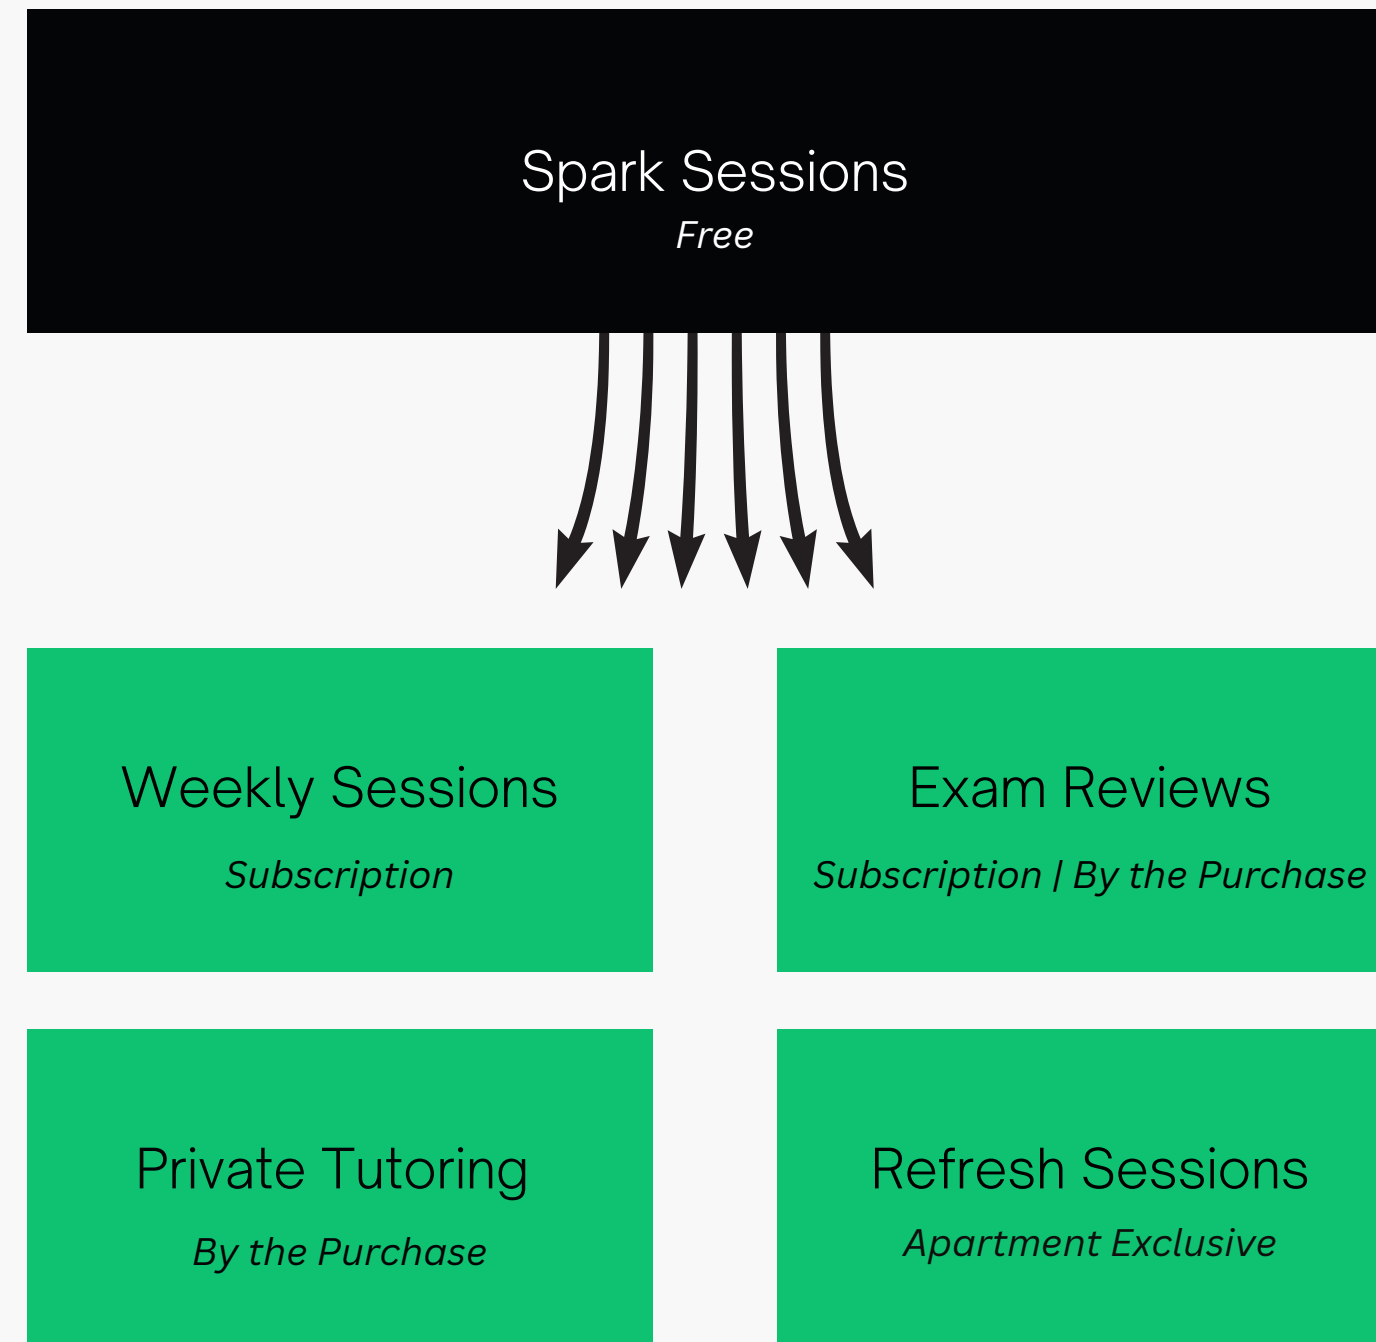 Spark Sessions
Free
Weekly Sessions
Subscription
Exam Reviews
Subscription | By the Purchase
Private Tutoring
By the Purchase
Refresh Sessions
Apartment Exclusive